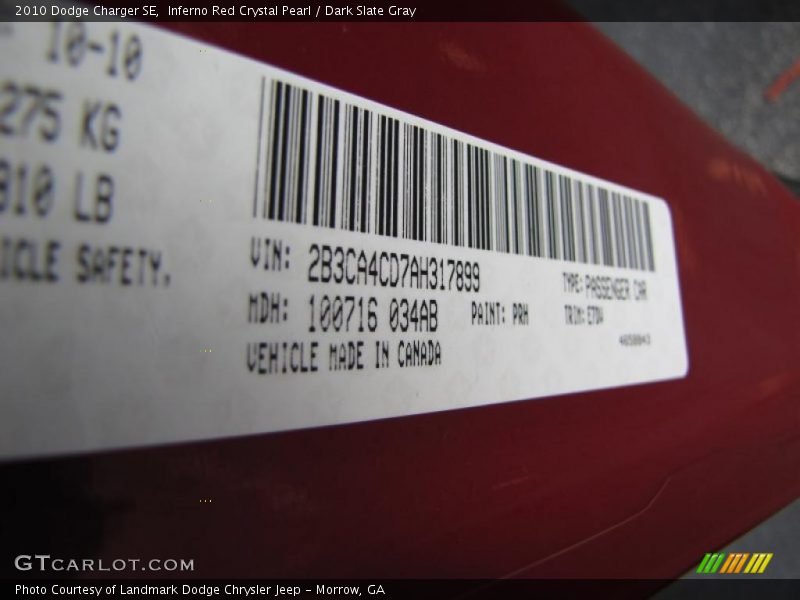 2010 Dodge Charger SE, Inferno Red Crystal Pearl / Dark Slate Gray
10-10
275 KG
810 LB
ICLE SAFETY.
VIN: 2B3CA4CD7AH317899
TYPE: PASSENGER CAR
MDH: 100716 034AB
PAINT: PRH
TRIM: ETDV
VEHICLE MADE IN CANADA
GTCARLOT.COM
Photo Courtesy of Landmark Dodge Chrysler Jeep - Morrow, GA